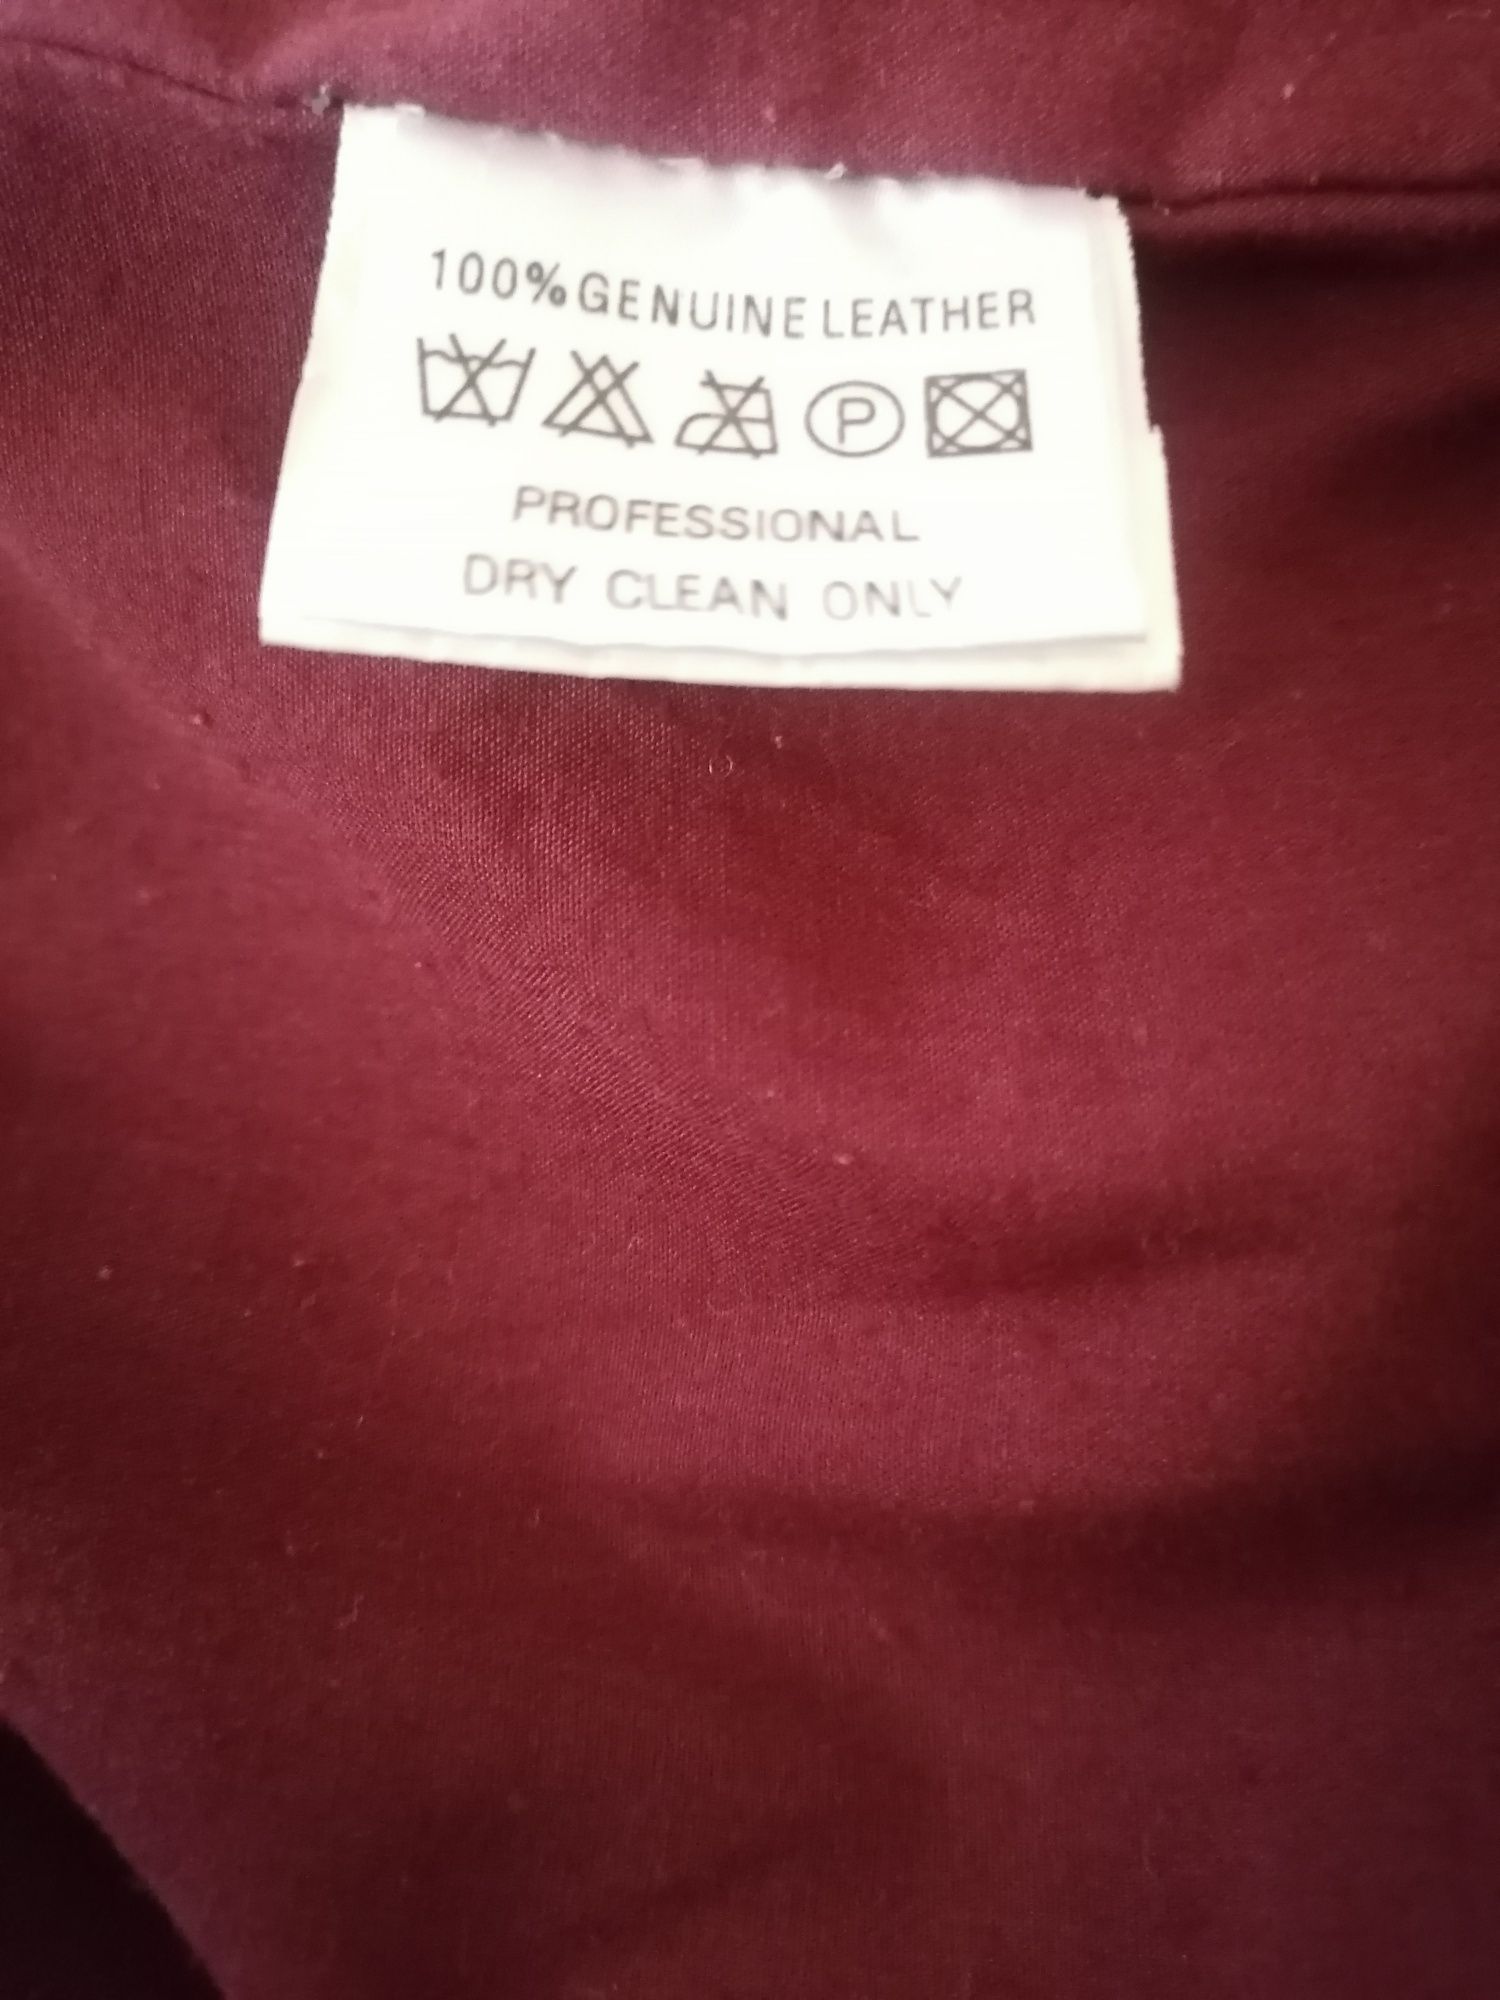 100% GENUINE LEATHER
P
PROFESSIONAL
DRY CLEAN ONLY